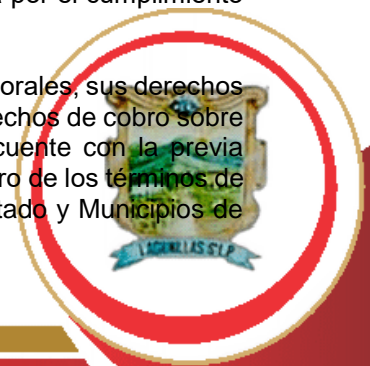 por el cumplimiento
orales, sus derechos
echos de cobro sobre
cuente con la previa
ro de los términos de
tado y Municipios de
LAGUNILLAS S.L.P.